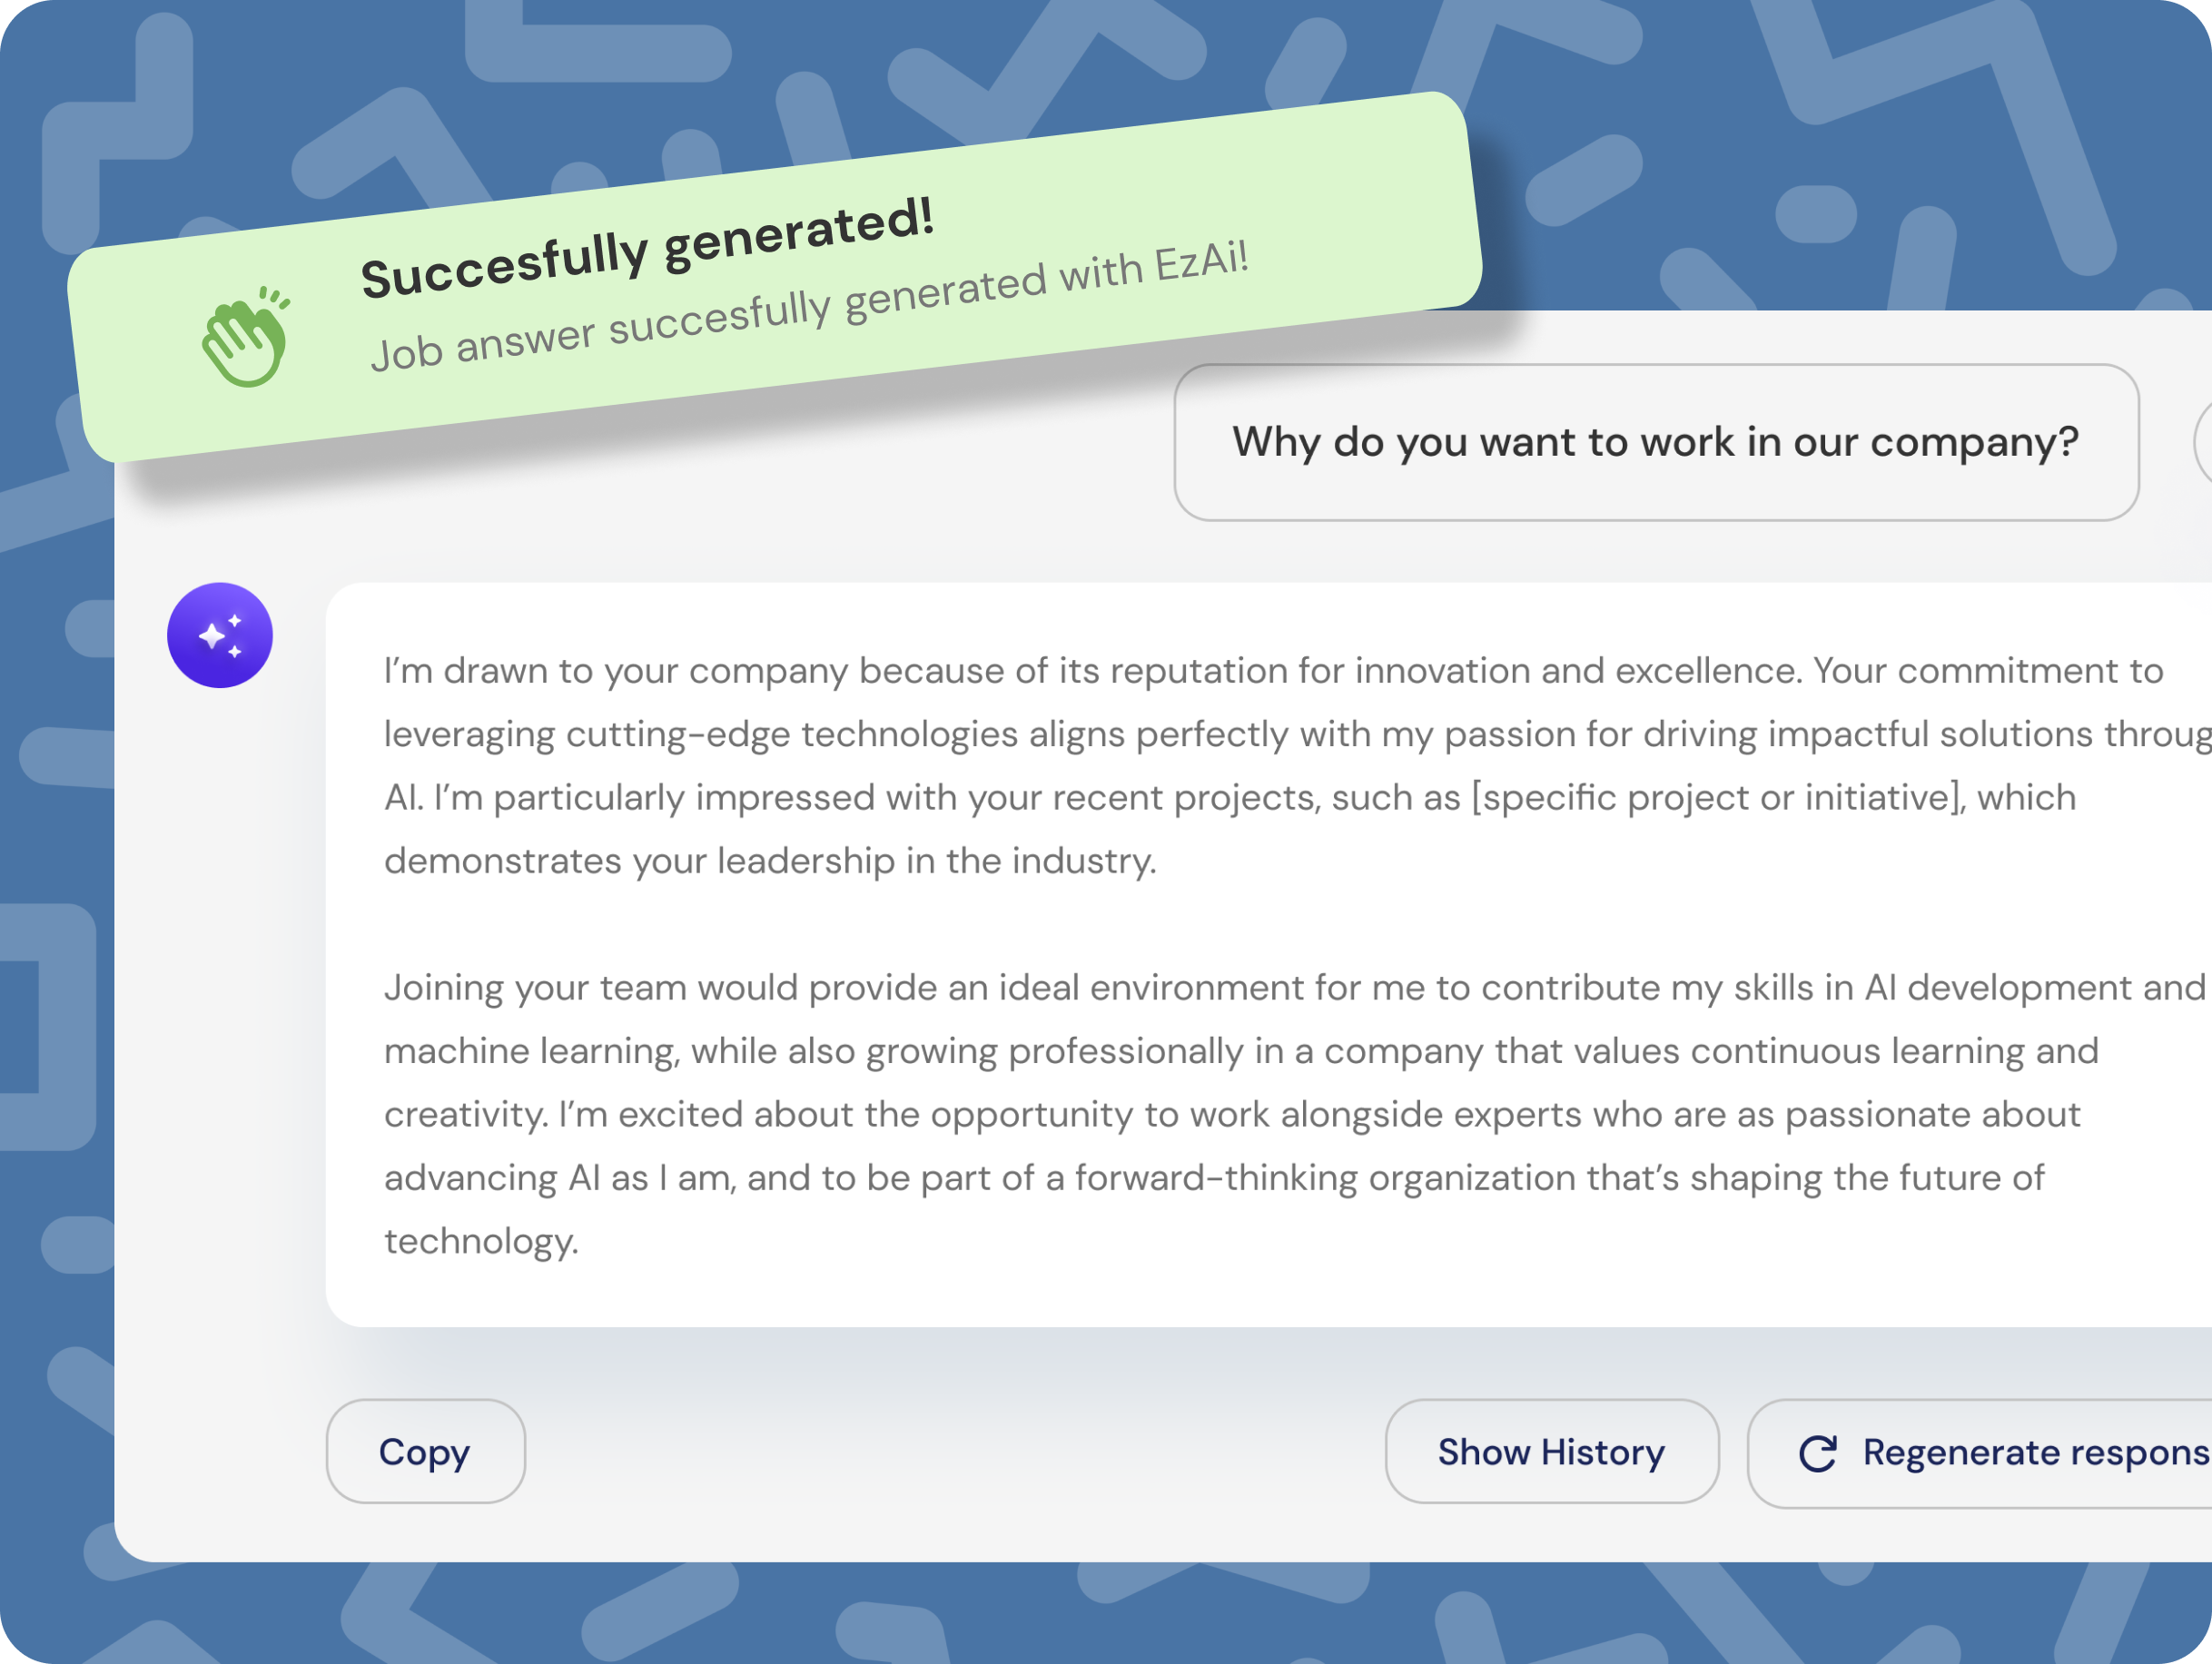 Succesfully generated!
Job answer succesfully generated with EzAi!
Why do you want to work in our company?
I’m drawn to your company because of its reputation for innovation and excellence. Your commitment to
leveraging cutting-edge technologies aligns perfectly with my passion for driving impactful solutions throug
AI. I’m particularly impressed with your recent projects, such as [specific project or initiative], which
demonstrates your leadership in the industry.
Joining your team would provide an ideal environment for me to contribute my skills in AI development and
machine learning, while also growing professionally in a company that values continuous learning and
creativity. I’m excited about the opportunity to work alongside experts who are as passionate about
advancing AI as I am, and to be part of a forward-thinking organization that’s shaping the future of
technology.
Copy
Show History
Regenerate respons